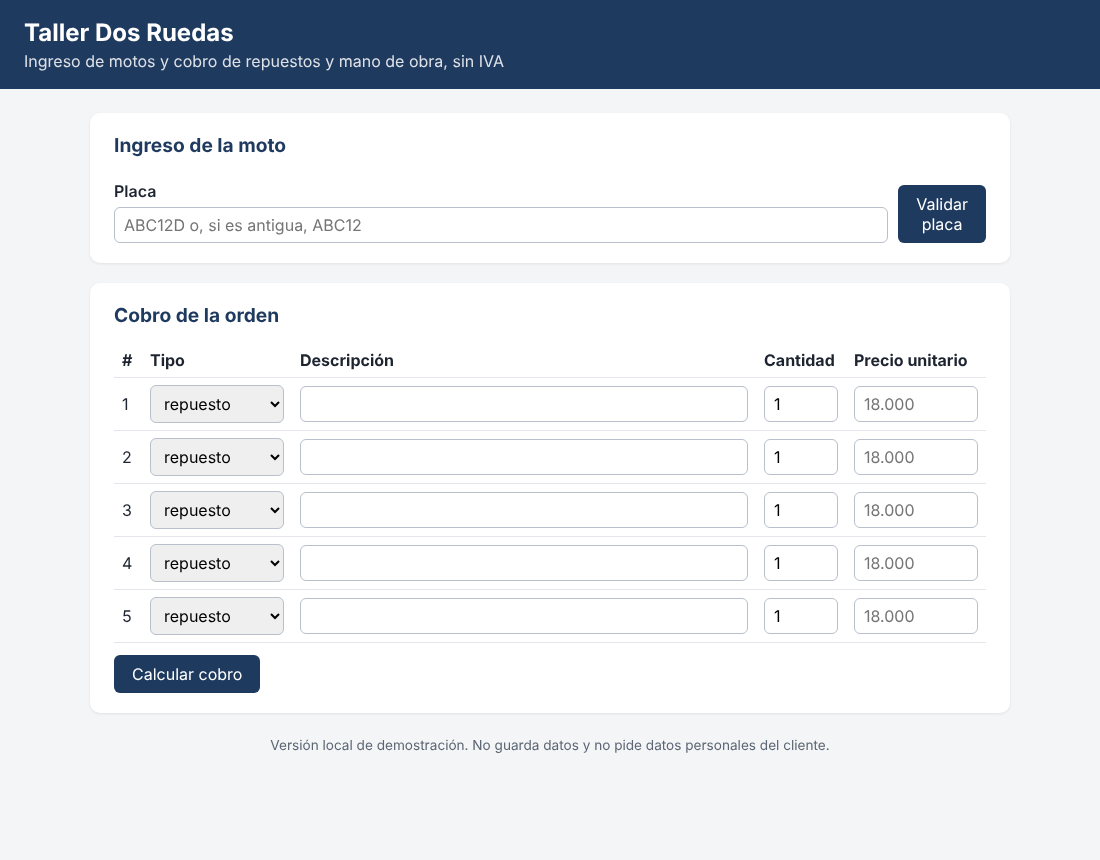 Taller Dos Ruedas
Ingreso de motos y cobro de repuestos y mano de obra, sin IVA
Ingreso de la moto
Placa
ABC12D o, si es antigua, ABC12
Validar
placa
Cobro de la orden
# Tipo Descripción Cantidad Precio unitario
1 repuesto 1 18.000
2 repuesto 1 18.000
3 repuesto 1 18.000
4 repuesto 1 18.000
5 repuesto 1 18.000
Calcular cobro
Versión local de demostración. No guarda datos y no pide datos personales del cliente.